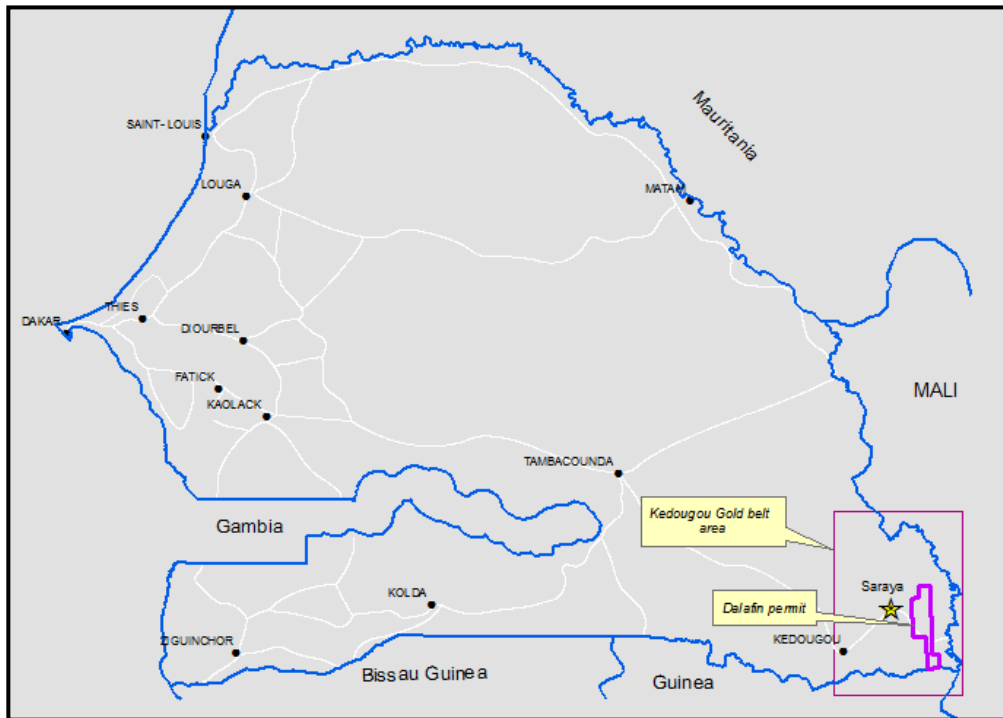 SAINT-LOUIS
Mauritania
LOUGA
MATAM
THIES
DAKAR
DIOURBEL
FATICK
KAOLACK
MALI
TAMBACOUNDA
Gambia
Kedougou Gold belt
area
Saraya
KOLDA
Dalafin permit
ZIGUINCHOR
KEDOUGOU
Bissau Guinea
Guinea